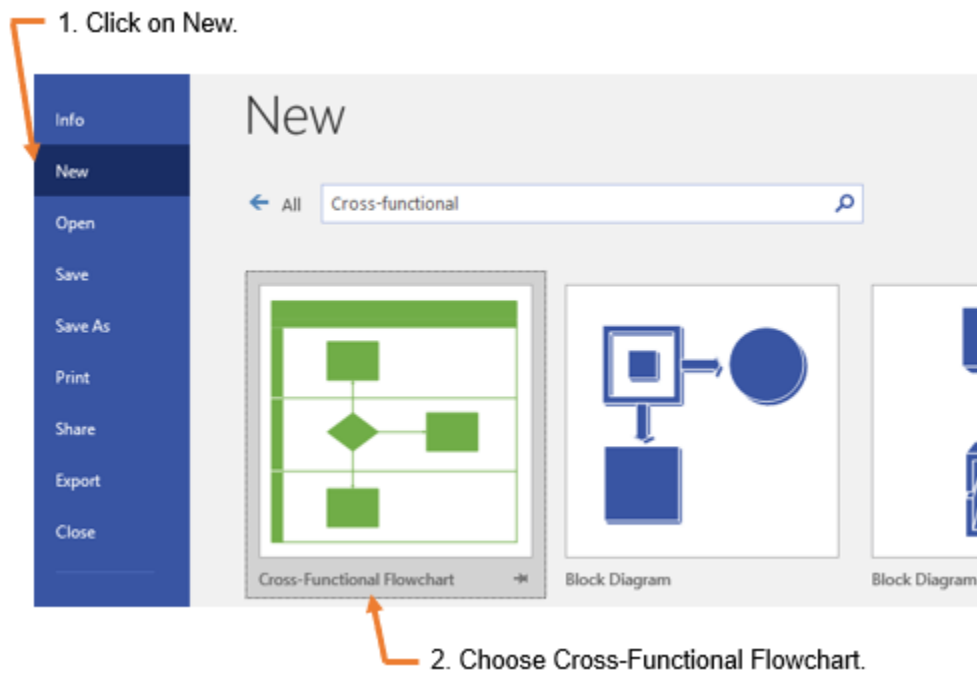 1. Click on New.
Info
New
New
All
Cross-functional
Open
Save
Save As
Print
Share
Export
Close
Cross-Functional Flowchart
Block Diagram
Block Diagram
2. Choose Cross-Functional Flowchart.